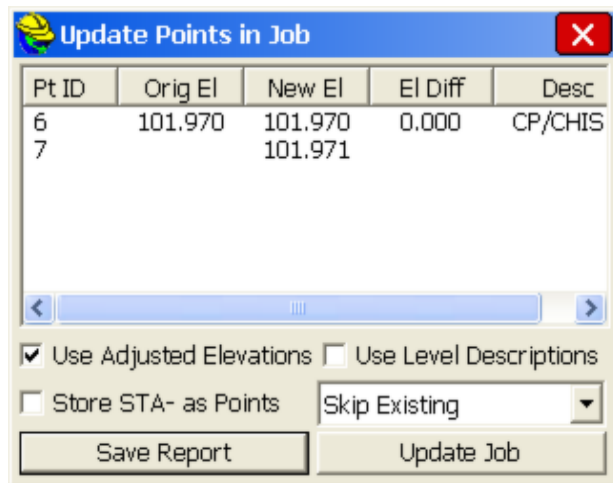 Update Points in Job
Pt ID Orig El New El El Diff Desc
6 101.970 101.970 0.000 CP/CHIS
7 101.971
Use Adjusted Elevations Use Level Descriptions
Store STA- as Points Skip Existing
Save Report Update Job